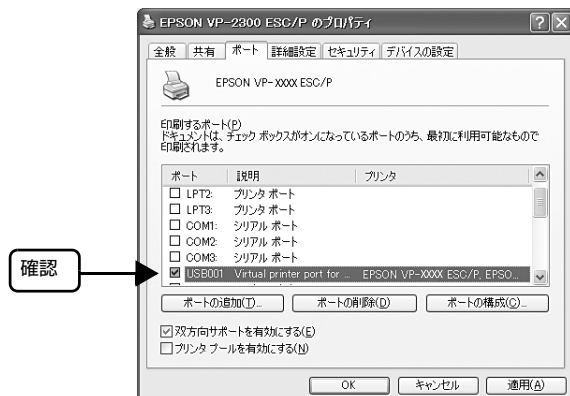 EPSON VP-2300 ESC/P のプロパティ
全般 共有 ポート 詳細設定 セキュリティ デバイスの設定
EPSON VP-XXXX ESC/P
印刷するポート(P)
ドキュメントは、チェック ボックスがオンになっているポートのうち、最初に利用可能なもので
印刷されます。
ポート 説明 プリンタ
LPT2: プリンタ ポート
LPT3: プリンタ ポート
COM1: シリアル ポート
COM2: シリアル ポート
COM3: シリアル ポート
確認
USB001 Virtual printer port for ... EPSON VP-XXXX ESC/P, EPSO...
ポートの追加(T)... ポートの削除(D) ポートの構成(C)...
双方向サポートを有効にする(E)
プリンタ プールを有効にする(N)
OK キャンセル 適用(A)